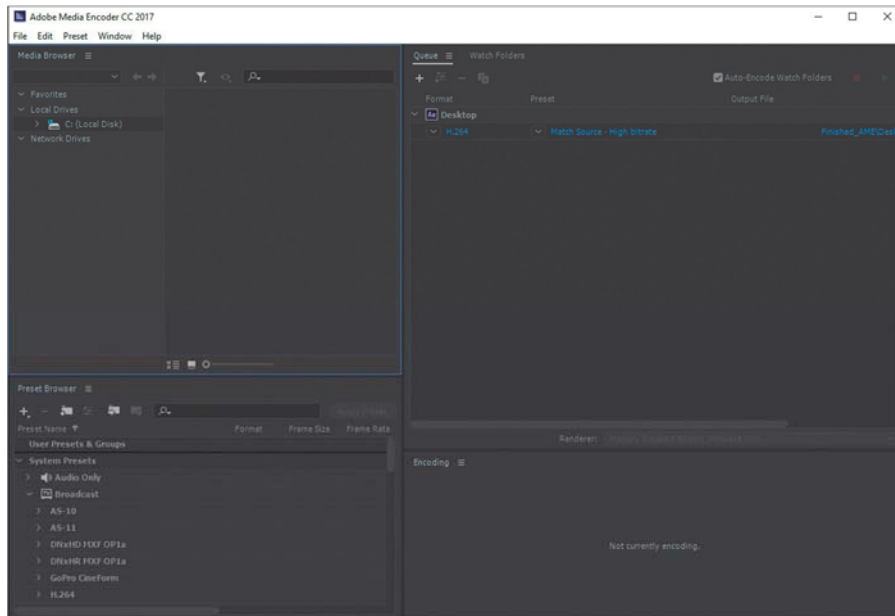 Adobe Media Encoder CC 2017
File Edit Preset Window Help
Media Browser
Favorites
Local Drives
C: (Local Disk)
Network Drives
Queue Watch Folders
Auto-Encode Watch Folders
Format Preset Output File
Ae Desktop
H.264 Match Source - High bitrate Finished_AME\Des
Renderer:
Preset Browser
Preset Name Format Frame Size Frame Rate
User Presets & Groups
System Presets
Audio Only
Broadcast
AS-10
AS-11
DNxHD MXF OP1a
DNxHR MXF OP1a
GoPro CineForm
H.264
Encoding
Not currently encoding.